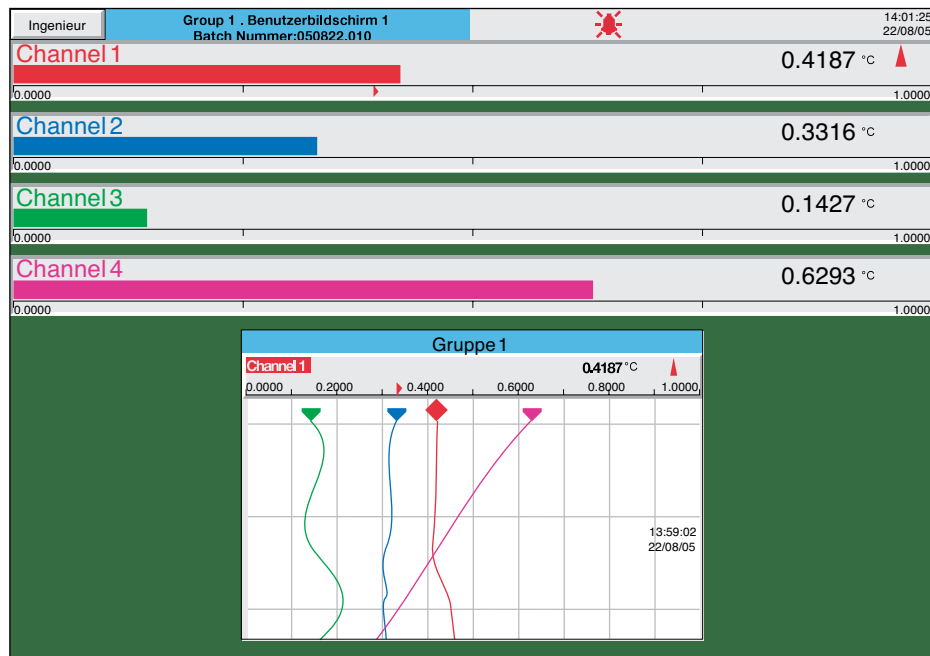 Ingenieur
Group 1 . Benutzerbildschirm 1
Batch Nummer:050822.010
14:01:25
22/08/05
Channel 1
0.4187 °C
0.0000 1.0000
Channel 2
0.3316 °C
0.0000 1.0000
Channel 3
0.1427 °C
0.0000 1.0000
Channel 4
0.6293 °C
0.0000 1.0000
Gruppe 1
Channel 1 0.4187 °C
0.0000 0.2000 0.4000 0.6000 0.8000 1.0000
13:59:02
22/08/05